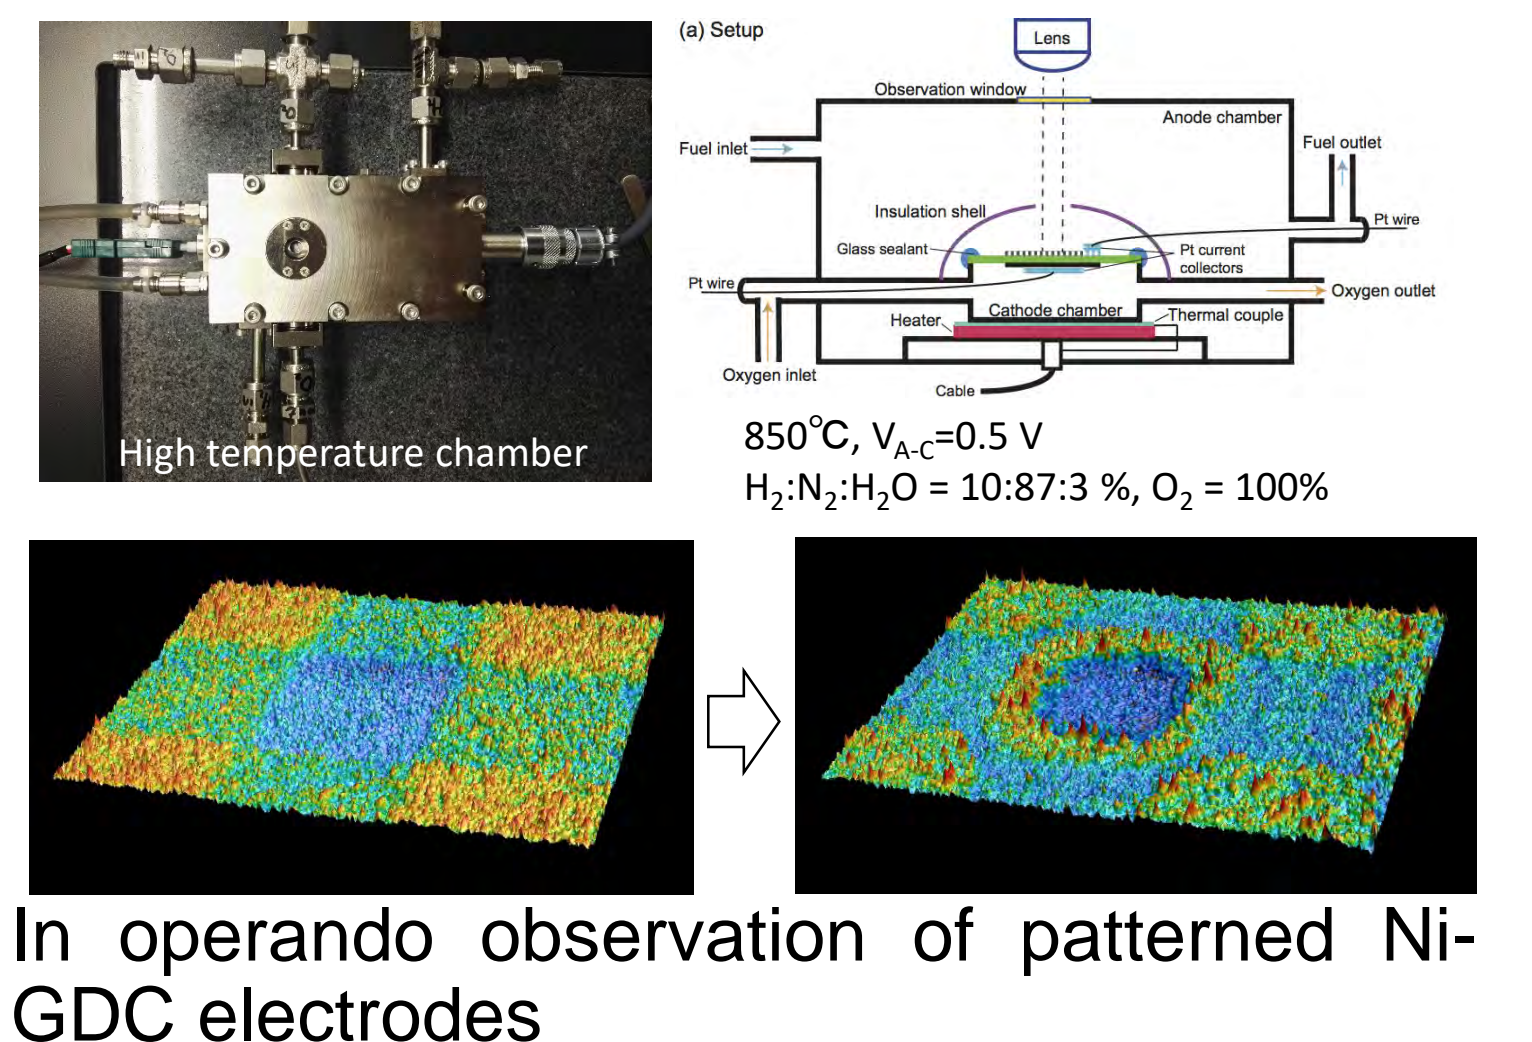 High temperature chamber
(a) Setup
Lens
Observation window
Anode chamber
Fuel inlet
Fuel outlet
Insulation shell
Pt wire
Glass sealant
Pt current
collectors
Pt wire
Oxygen outlet
Cathode chamber
Heater
Thermal couple
Oxygen inlet
Cable
850℃, V_A-C=0.5 V
H₂:N₂:H₂O = 10:87:3 %, O₂ = 100%
In operando observation of patterned Ni-
GDC electrodes